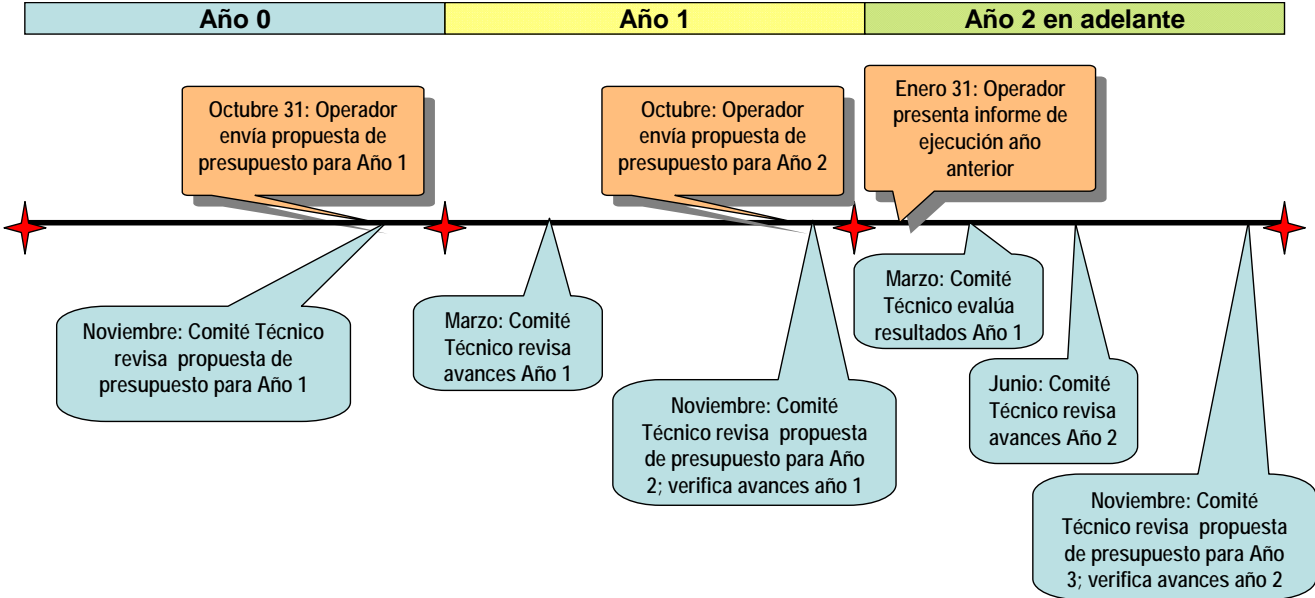 Año 0
Año 1
Año 2 en adelante
Octubre 31: Operador
envía propuesta de
presupuesto para Año 1
Octubre: Operador
envía propuesta de
presupuesto para Año 2
Enero 31: Operador
presenta informe de
ejecución año
anterior
Noviembre: Comité Técnico
revisa propuesta de
presupuesto para Año 1
Marzo: Comité
Técnico revisa
avances Año 1
Noviembre: Comité
Técnico revisa propuesta
de presupuesto para Año
2; verifica avances año 1
Marzo: Comité
Técnico evalúa
resultados Año 1
Junio: Comité
Técnico revisa
avances Año 2
Noviembre: Comité
Técnico revisa propuesta
de presupuesto para Año
3; verifica avances año 2